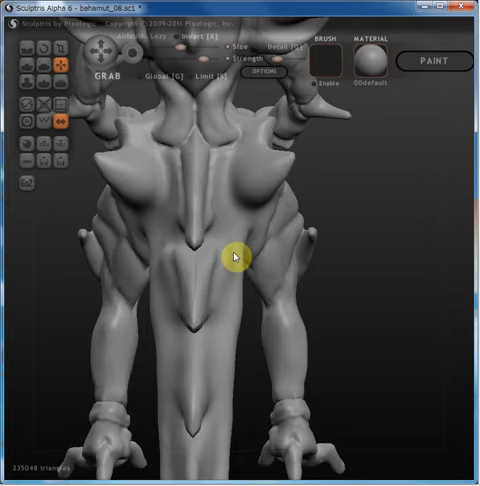 Sculptris Alpha 6 - bahamut_08.sc1 *
Sculptris by Pixologic. Copyright (C)2009-2011 Pixologic, Inc.
Airbrush Lazy Invert [X]
Size Detail [Q]
Strength
GRAB Global [G] Limit [S] OPTIONS
BRUSH
Enable
MATERIAL
00default
PAINT
235048 triangles